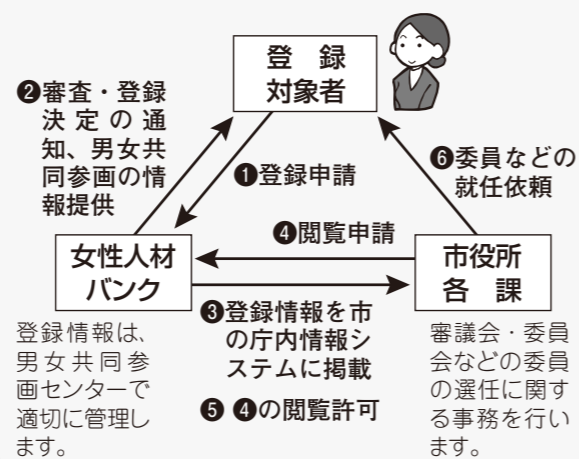 登　録
対象者
❷審査・登録
決定の通
知、男女共
同参画の情
報提供
❶登録申請
❻委員などの
就任依頼
❹閲覧申請
女性人材
バンク
市役所
各　課
❸登録情報を市
の庁内情報シ
ステムに掲載
❺ ❹の閲覧許可
登録情報は、
男女共同参
画センターで
適切に管理し
ます。
審議会・委員
会などの委員
の選任に関す
る事務を行い
ます。